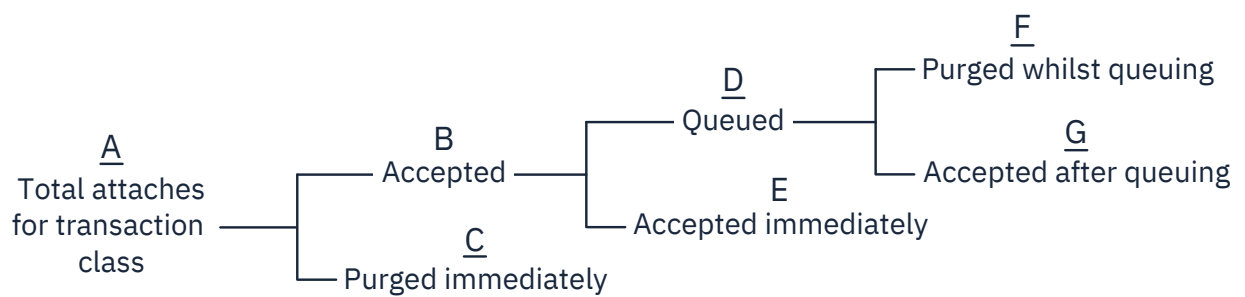 A
Total attaches
for transaction
class
B
Accepted
C
Purged immediately
D
Queued
E
Accepted immediately
F
Purged whilst queuing
G
Accepted after queuing